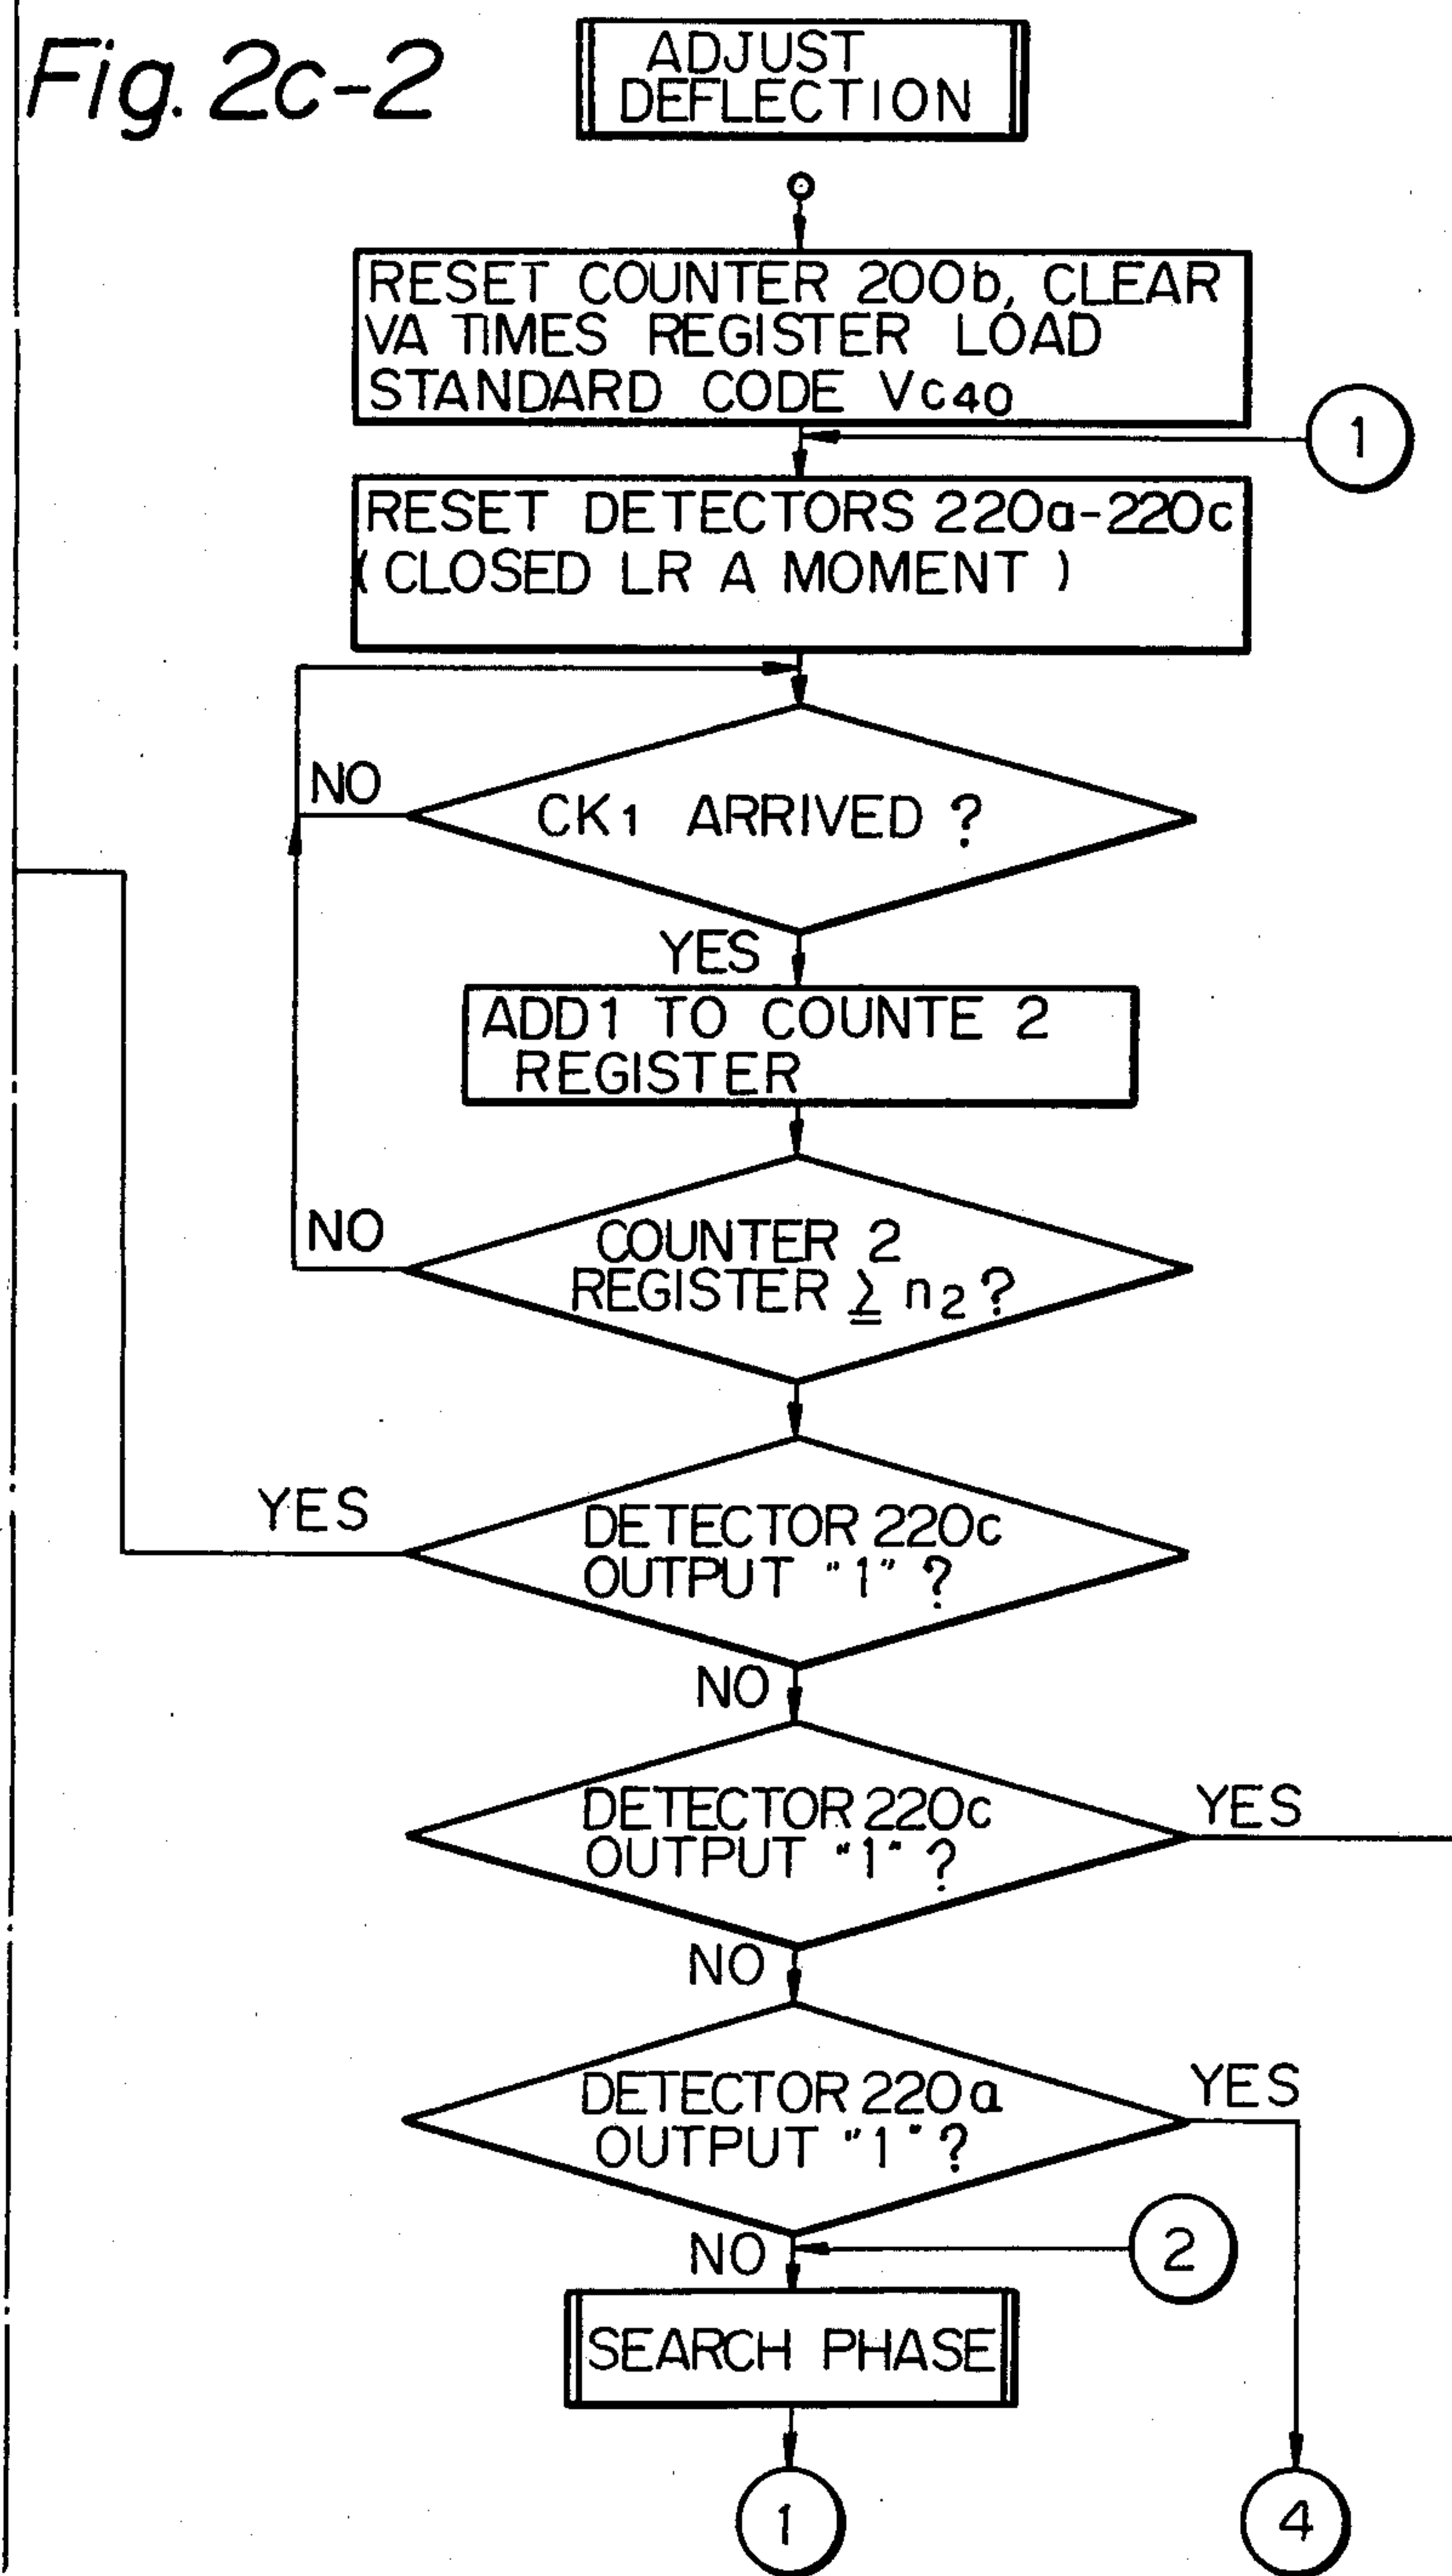 Fig. 2c-2
ADJUST
DEFLECTION
RESET COUNTER 200b, CLEAR
VA TIMES REGISTER LOAD
STANDARD CODE Vc40
1
RESET DETECTORS 220a-220c
(CLOSED LR A MOMENT )
NO
CK1 ARRIVED ?
YES
ADD1 TO COUNTE 2
REGISTER
NO
COUNTER 2
REGISTER ≧ n2 ?
YES
DETECTOR 220c
OUTPUT "1" ?
NO
DETECTOR 220c
OUTPUT "1" ?
YES
NO
DETECTOR 220a
OUTPUT "1" ?
YES
NO
2
SEARCH PHASE
1
4